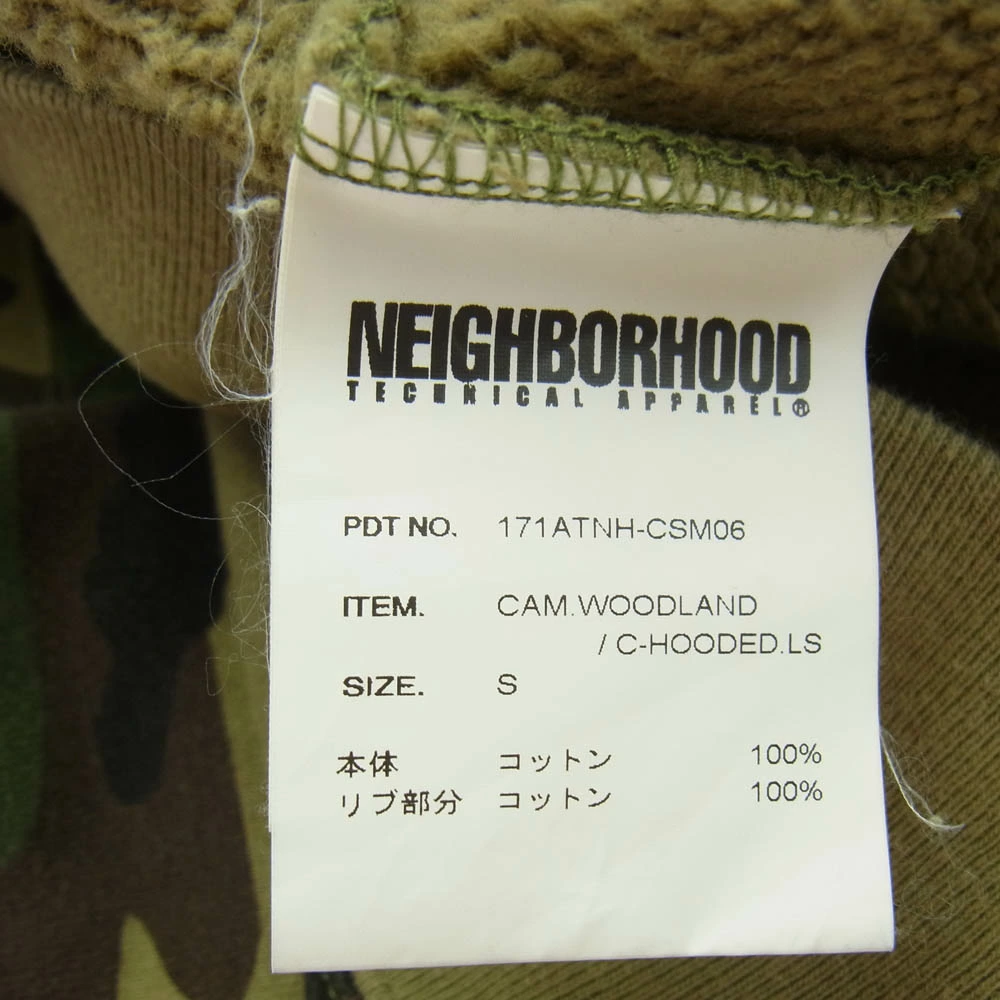 NEIGHBORHOOD
TECHNICAL APPAREL®
PDT NO. 171ATNH-CSM06
ITEM. CAM.WOODLAND
/ C-HOODED.LS
SIZE. S
本体 コットン 100%
リブ部分 コットン 100%